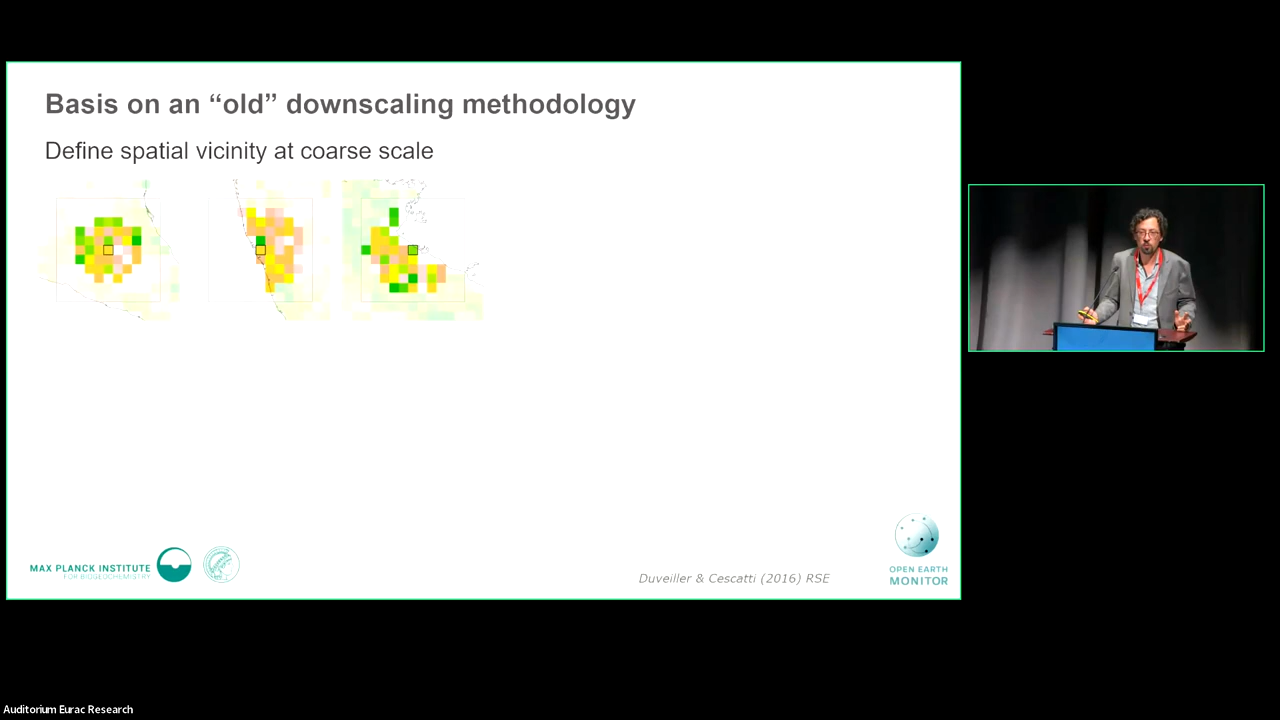 Basis on an “old” downscaling methodology
Define spatial vicinity at coarse scale
MAX PLANCK INSTITUTE
FOR BIOGEOCHEMISTRY
Duveiller & Cescatti (2016) RSE
OPEN EARTH
MONITOR
Auditorium Eurac Research